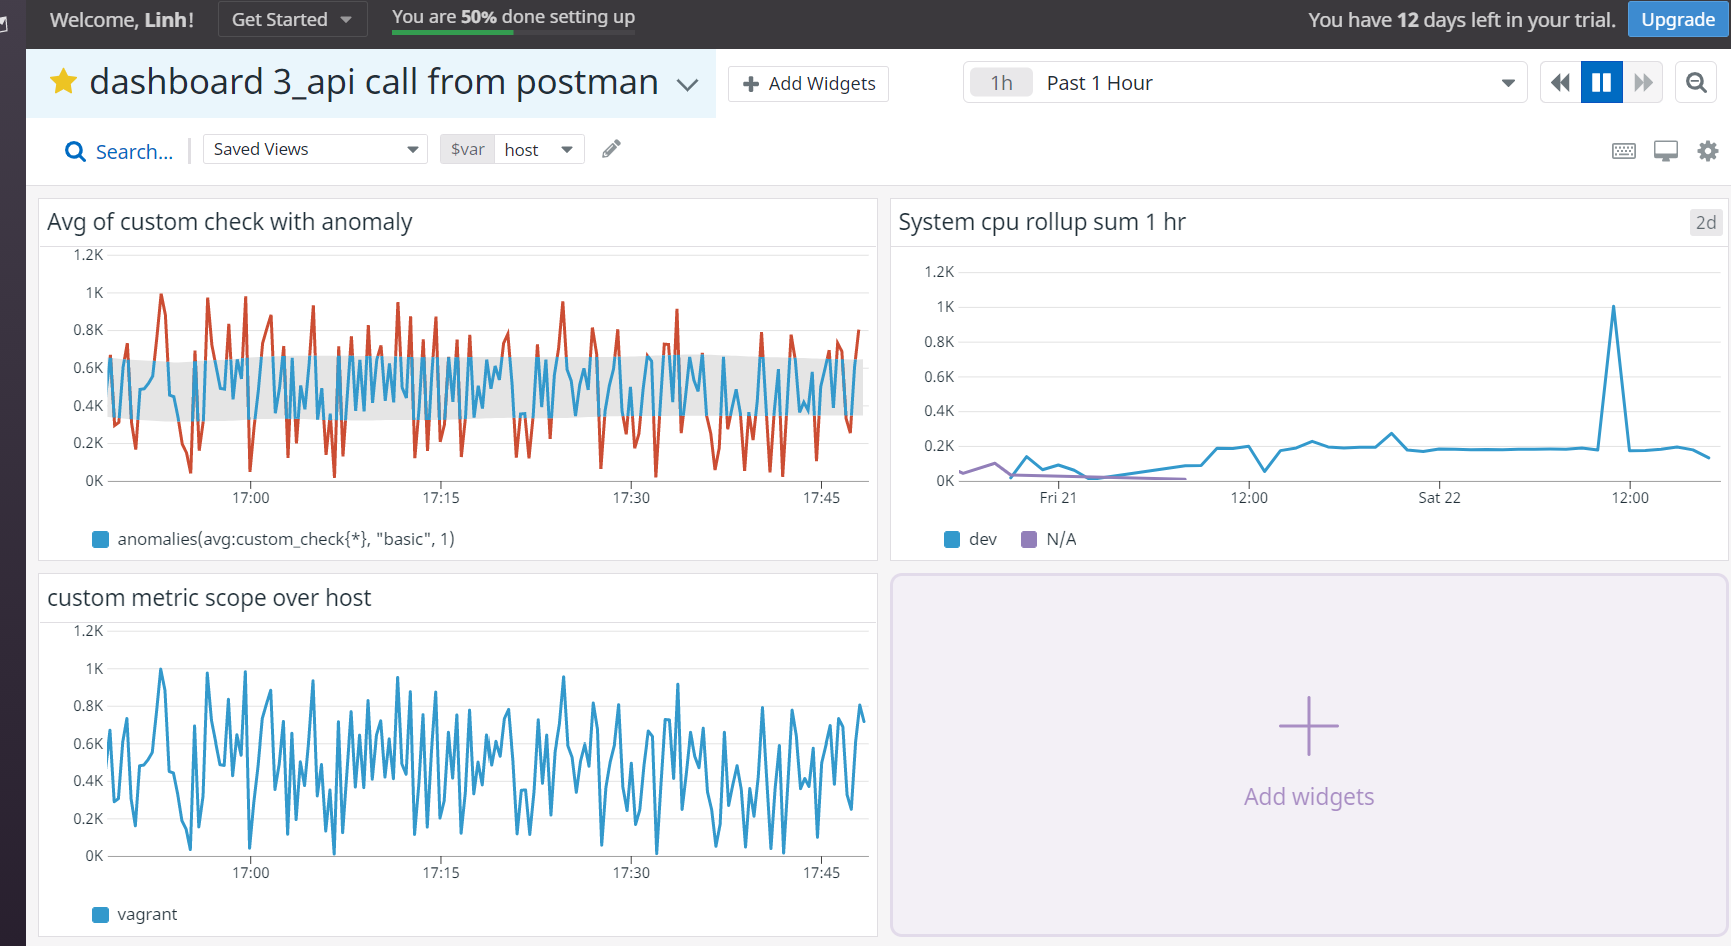 Welcome, Linh!
Get Started
You are 50% done setting up
You have 12 days left in your trial.
Upgrade
dashboard 3_api call from postman
Add Widgets
1h Past 1 Hour
Search...
Saved Views
$var host
Avg of custom check with anomaly
1.2K
1K
0.8K
0.6K
0.4K
0.2K
0K
17:00 17:15 17:30 17:45
anomalies(avg:custom_check{*}, "basic", 1)
System cpu rollup sum 1 hr
2d
1.2K
1K
0.8K
0.6K
0.4K
0.2K
0K
Fri 21 12:00 Sat 22 12:00
dev N/A
custom metric scope over host
1.2K
1K
0.8K
0.6K
0.4K
0.2K
0K
17:00 17:15 17:30 17:45
vagrant
Add widgets